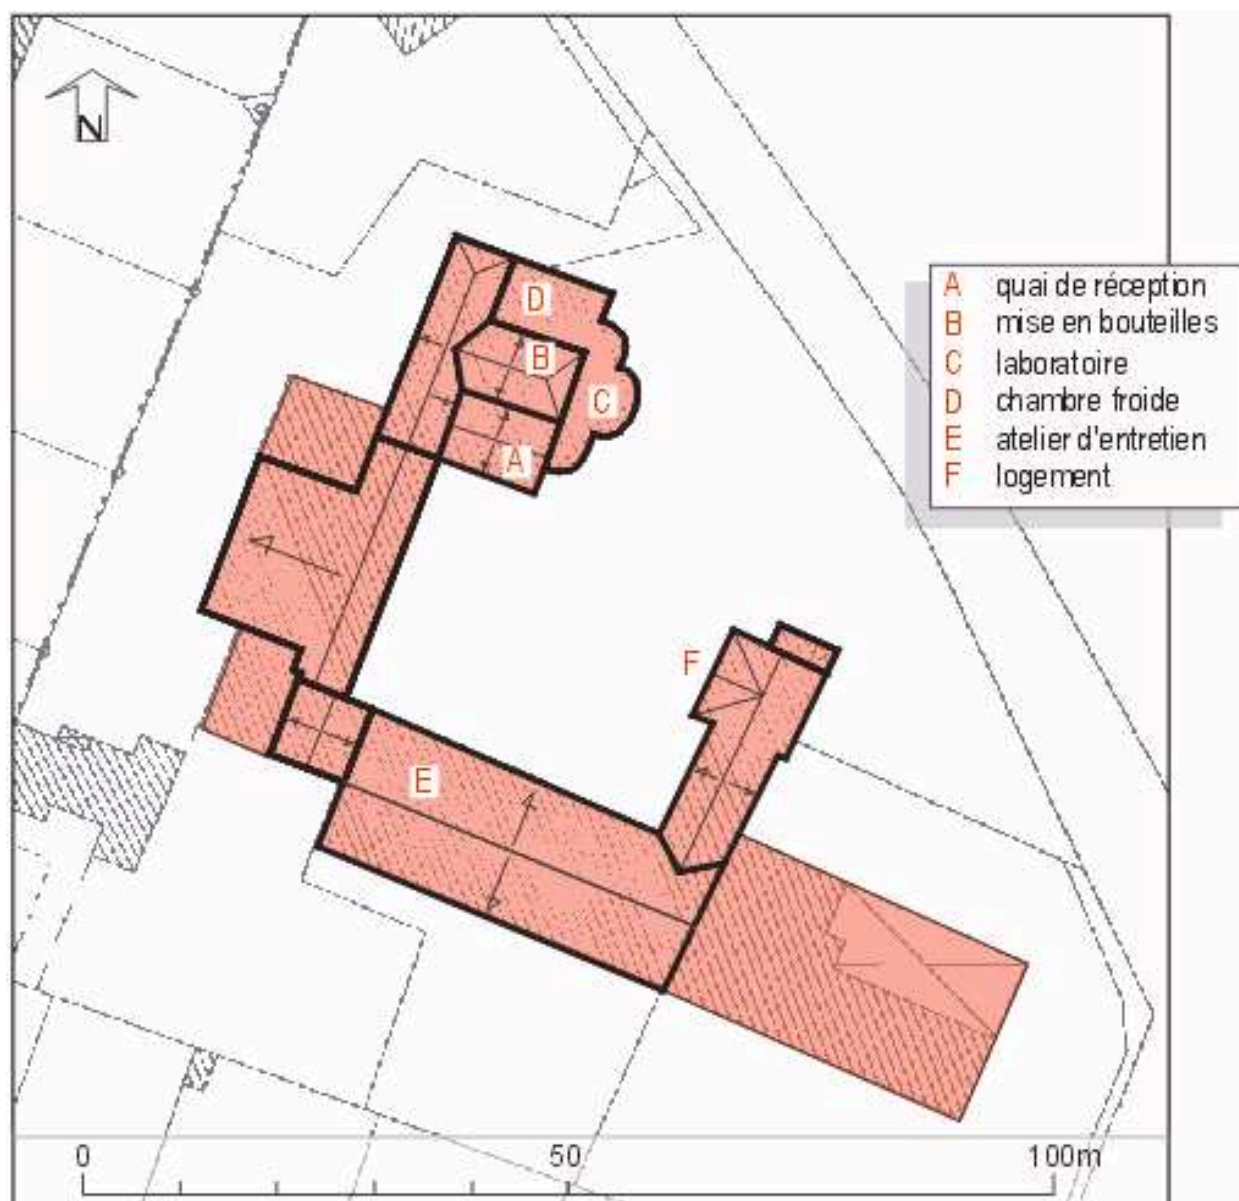 N
D
B
C
A
F
E
A quai de réception
B mise en bouteilles
C laboratoire
D chambre froide
E atelier d'entretien
F logement
0 50 100m